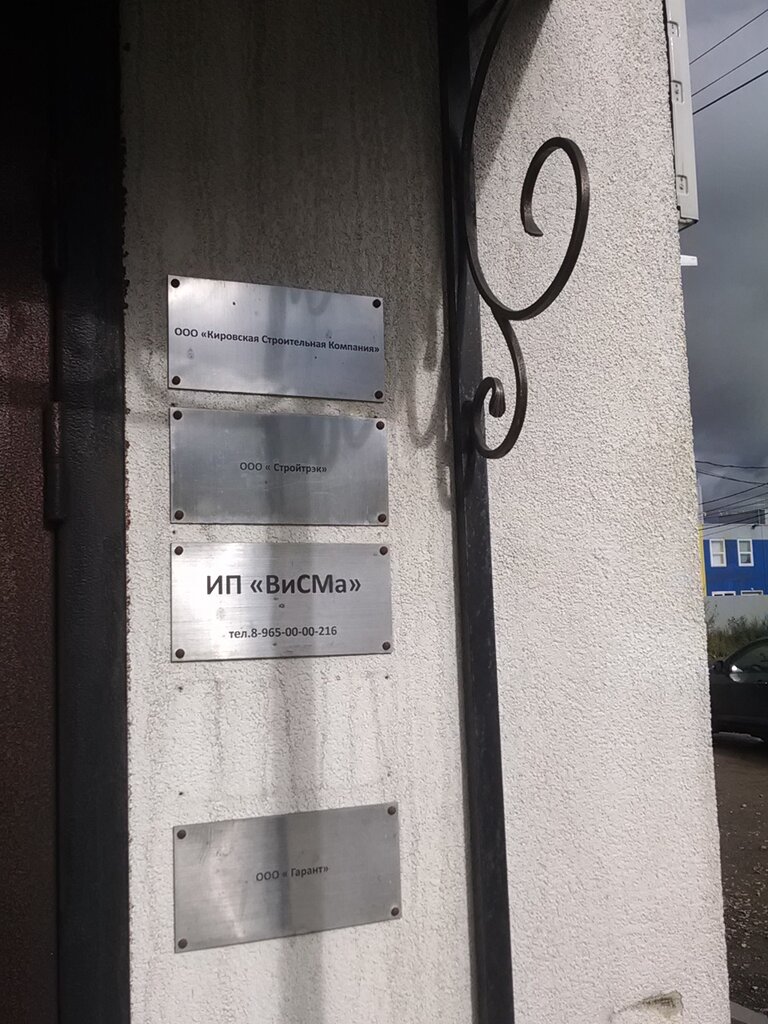 ООО «Кировская Строительная Компания»
ООО « Стройтрэк»
ИП «ВиСМа»
тел.8-965-00-00-216
ООО « Гарант»